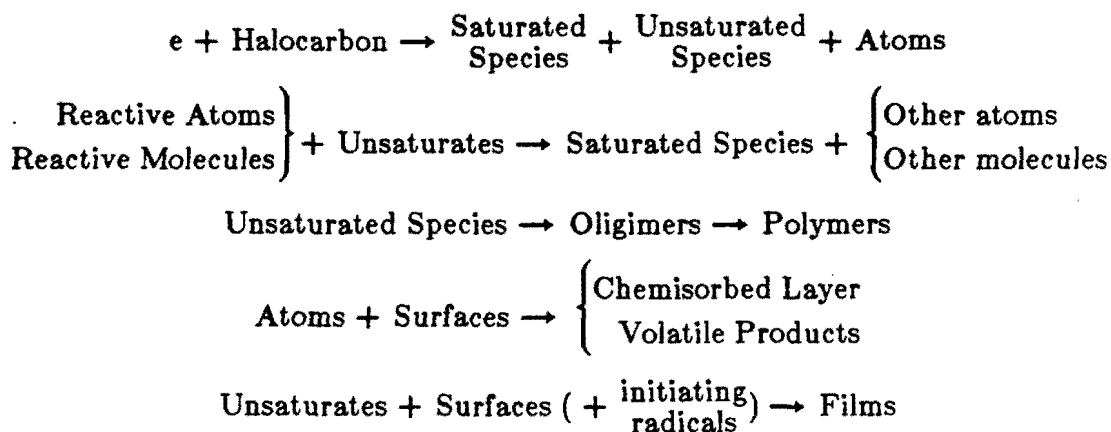 e + Halocarbon → Saturated Species + Unsaturated Species + Atoms
Reactive Atoms
Reactive Molecules } + Unsaturates → Saturated Species + { Other atoms
Other molecules
Unsaturated Species → Oligimers → Polymers
Atoms + Surfaces → { Chemisorbed Layer
Volatile Products
Unsaturates + Surfaces ( + initiating radicals ) → Films